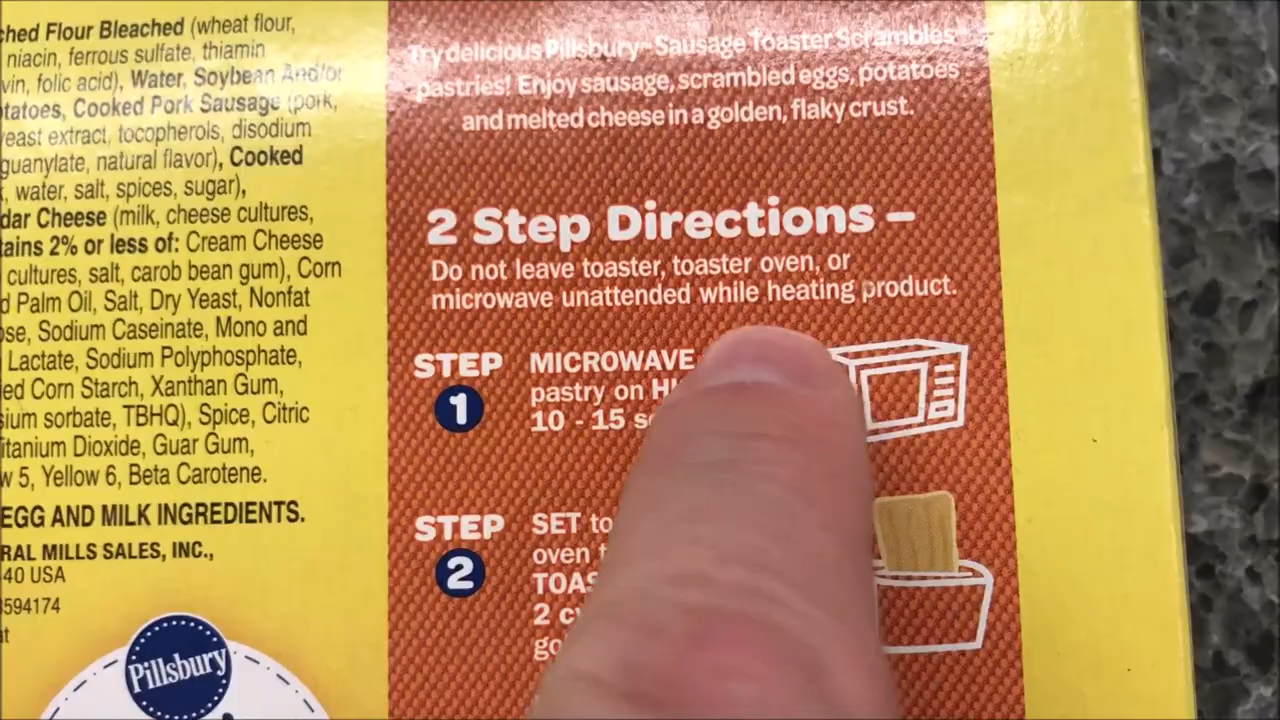 ched Flour Bleached (wheat flour,
niacin, ferrous sulfate, thiamin
vin, folic acid), Water, Soybean And/or
tatoes, Cooked Pork Sausage (pork,
yeast extract, tocopherols, disodium
guanylate, natural flavor), Cooked
, water, salt, spices, sugar),
dar Cheese (milk, cheese cultures,
tains 2% or less of: Cream Cheese
cultures, salt, carob bean gum), Corn
d Palm Oil, Salt, Dry Yeast, Nonfat
ose, Sodium Caseinate, Mono and
Lactate, Sodium Polyphosphate,
ied Corn Starch, Xanthan Gum,
sium sorbate, TBHQ), Spice, Citric
itanium Dioxide, Guar Gum,
w 5, Yellow 6, Beta Carotene.
EGG AND MILK INGREDIENTS.
RAL MILLS SALES, INC.,
40 USA
594174
Pillsbury
Try delicious Pillsbury™ Sausage Toaster Scrambles™
pastries! Enjoy sausage, scrambled eggs, potatoes
and melted cheese in a golden, flaky crust.
2 Step Directions –
Do not leave toaster, toaster oven, or
microwave unattended while heating product.
STEP
1
MICROWAVE
pastry on
10 - 15
STEP
2
SET to
oven
TOAS
2
go